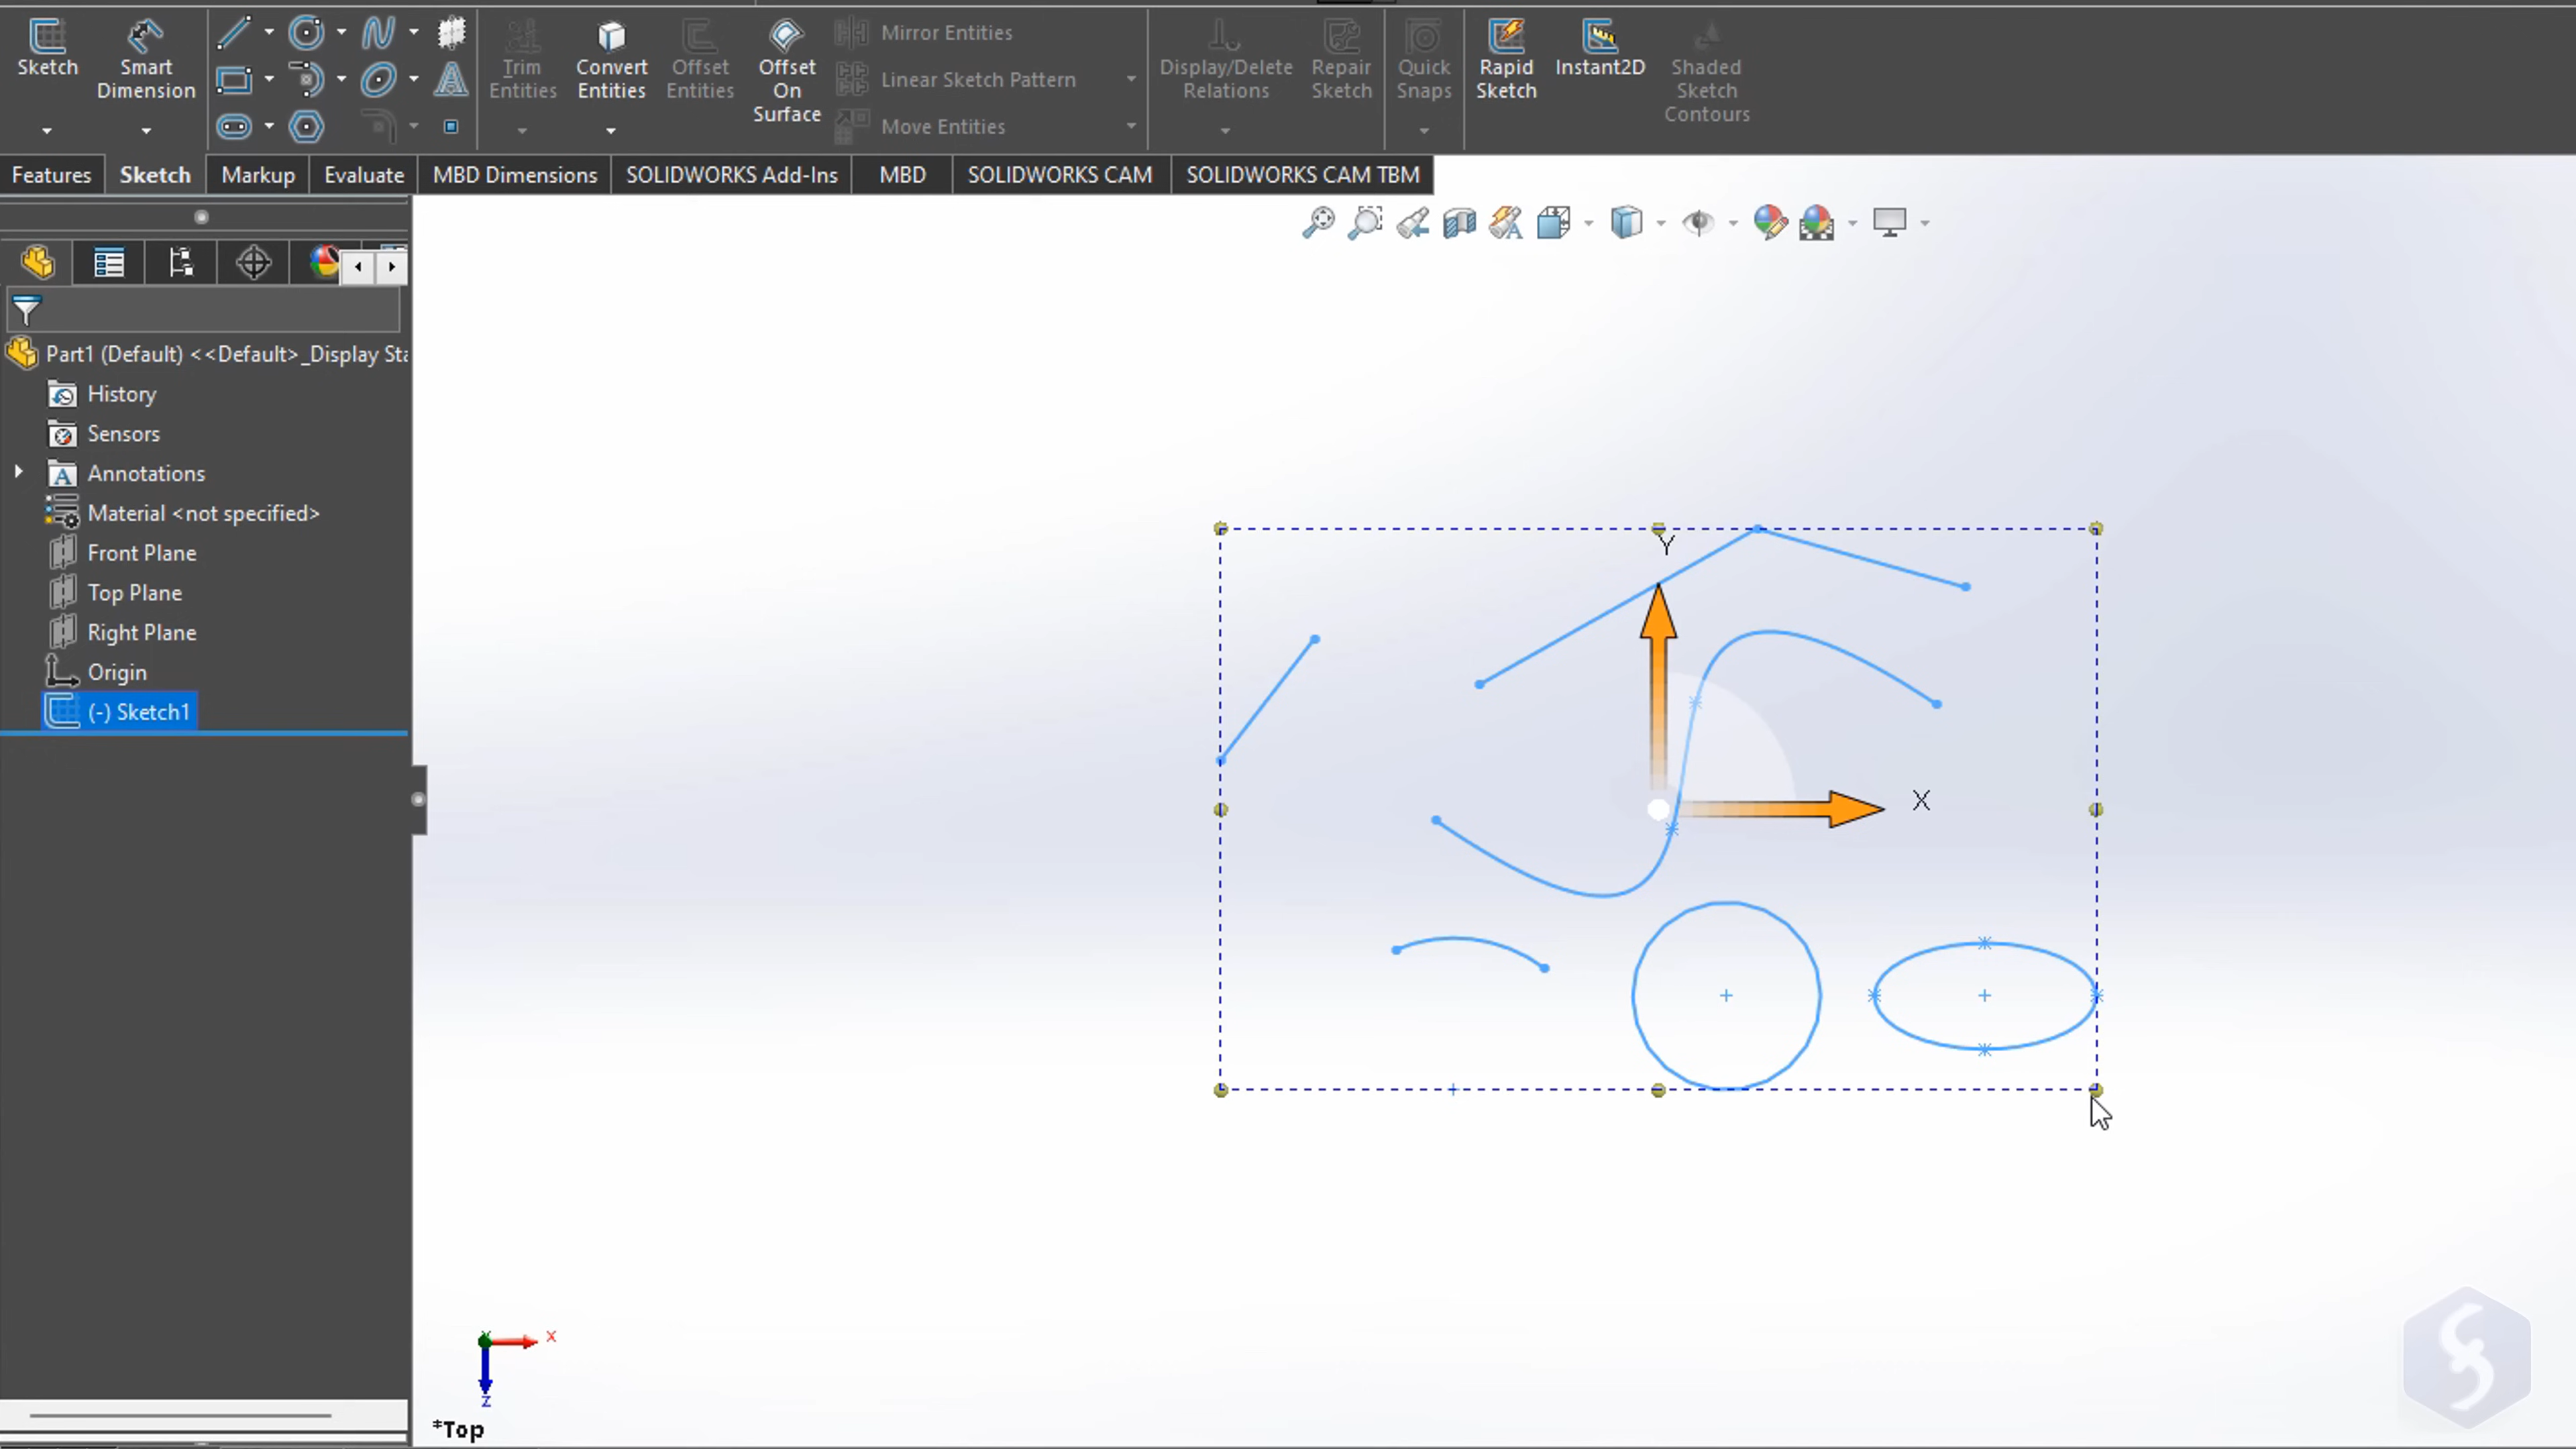 Sketch
Smart
Dimension
Trim
Entities
Convert
Entities
Offset
Entities
Offset
On
Surface
Mirror Entities
Linear Sketch Pattern
Move Entities
Display/Delete
Relations
Repair
Sketch
Quick
Snaps
Rapid
Sketch
Instant2D
Shaded
Sketch
Contours
Features
Sketch
Markup
Evaluate
MBD Dimensions
SOLIDWORKS Add-Ins
MBD
SOLIDWORKS CAM
SOLIDWORKS CAM TBM
Part1 (Default) <<Default>_Display Sta
History
Sensors
Annotations
Material <not specified>
Front Plane
Top Plane
Right Plane
Origin
(-) Sketch1
Y
X
Y
X
Z
*Top